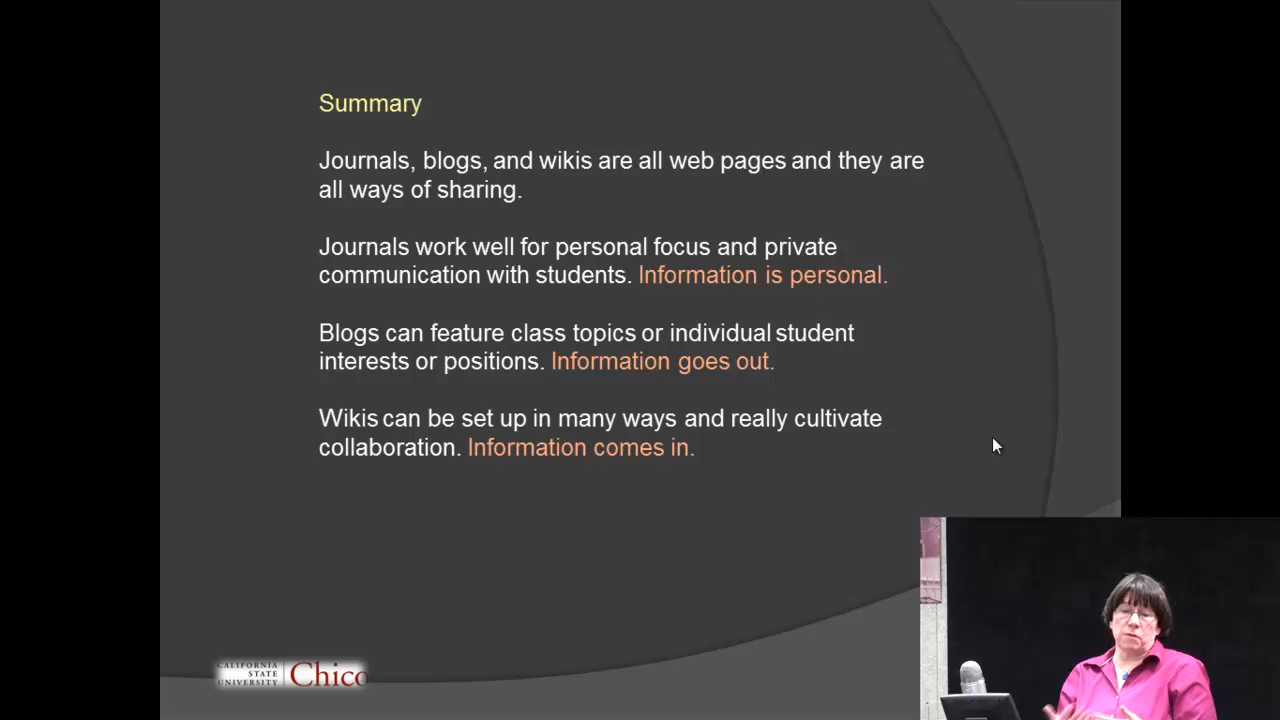 Summary
Journals, blogs, and wikis are all web pages and they are
all ways of sharing.
Journals work well for personal focus and private
communication with students. Information is personal.
Blogs can feature class topics or individual student
interests or positions. Information goes out.
Wikis can be set up in many ways and really cultivate
collaboration. Information comes in.
CALIFORNIA
STATE
UNIVERSITY
Chico